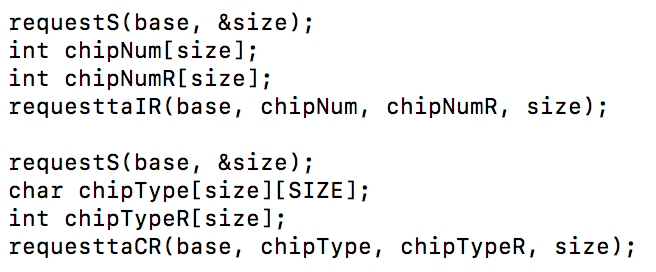 requestS(base, &size);
int chipNum[size];
int chipNumR[size];
requesttaIR(base, chipNum, chipNumR, size);

requestS(base, &size);
char chipType[size][SIZE];
int chipTypeR[size];
requesttaCR(base, chipType, chipTypeR, size);